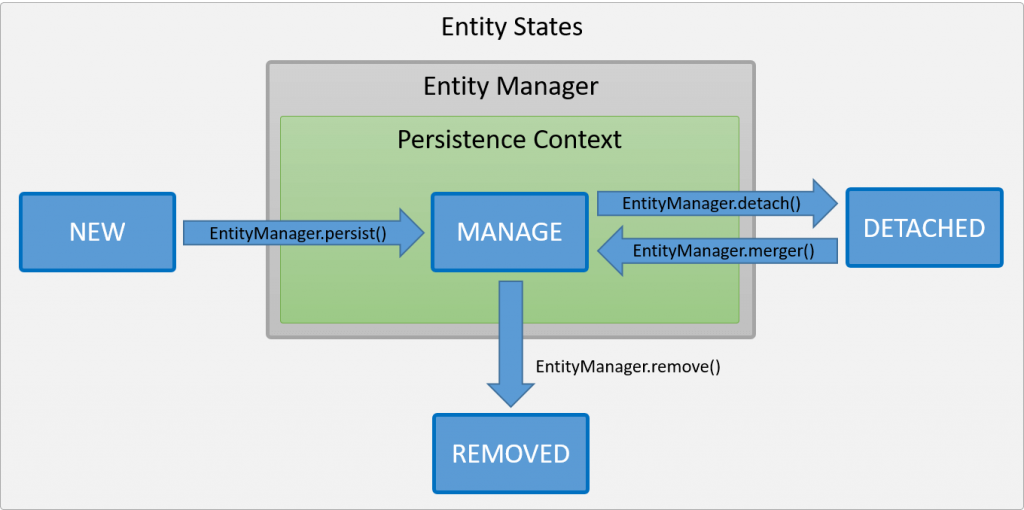 Entity States
Entity Manager
Persistence Context
NEW
EntityManager.persist()
MANAGE
EntityManager.detach()
EntityManager.merger()
DETACHED
EntityManager.remove()
REMOVED